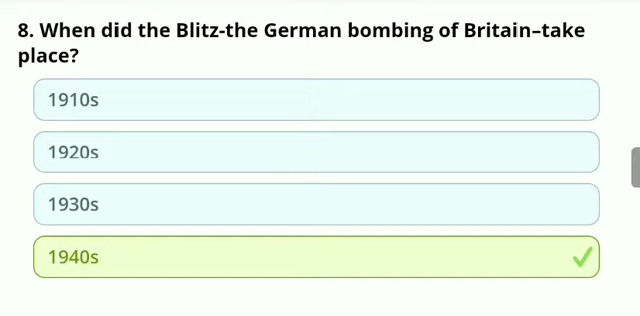 8. When did the Blitz-the German bombing of Britain–take
place?
1910s
1920s
1930s
1940s